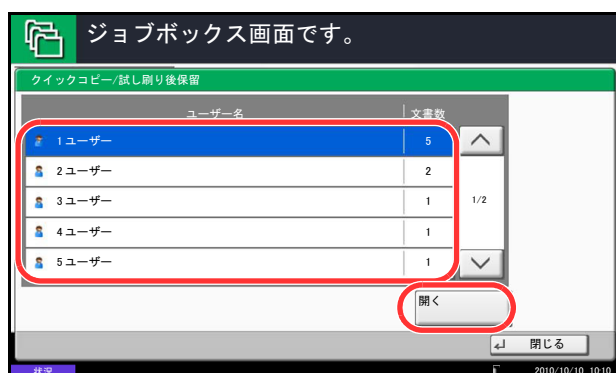 ジョブボックス画面です。
クイックコピー/試し刷り後保留
ユーザー名 文書数
1 ユーザー 5
2 ユーザー 2
3 ユーザー 1
1/2
4 ユーザー 1
5 ユーザー 1
開く
閉じる
状況 2010/10/10 10:10